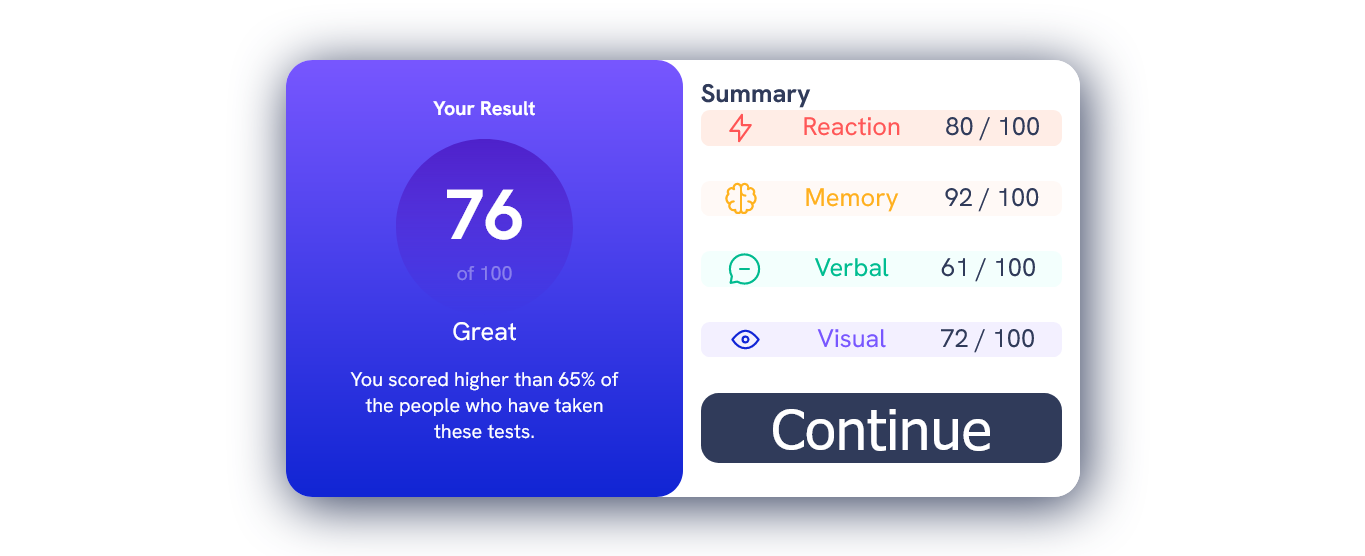 Your Result
76
of 100
Great
You scored higher than 65% of
the people who have taken
these tests.
Summary
Reaction 80 / 100
Memory 92 / 100
Verbal 61 / 100
Visual 72 / 100
Continue